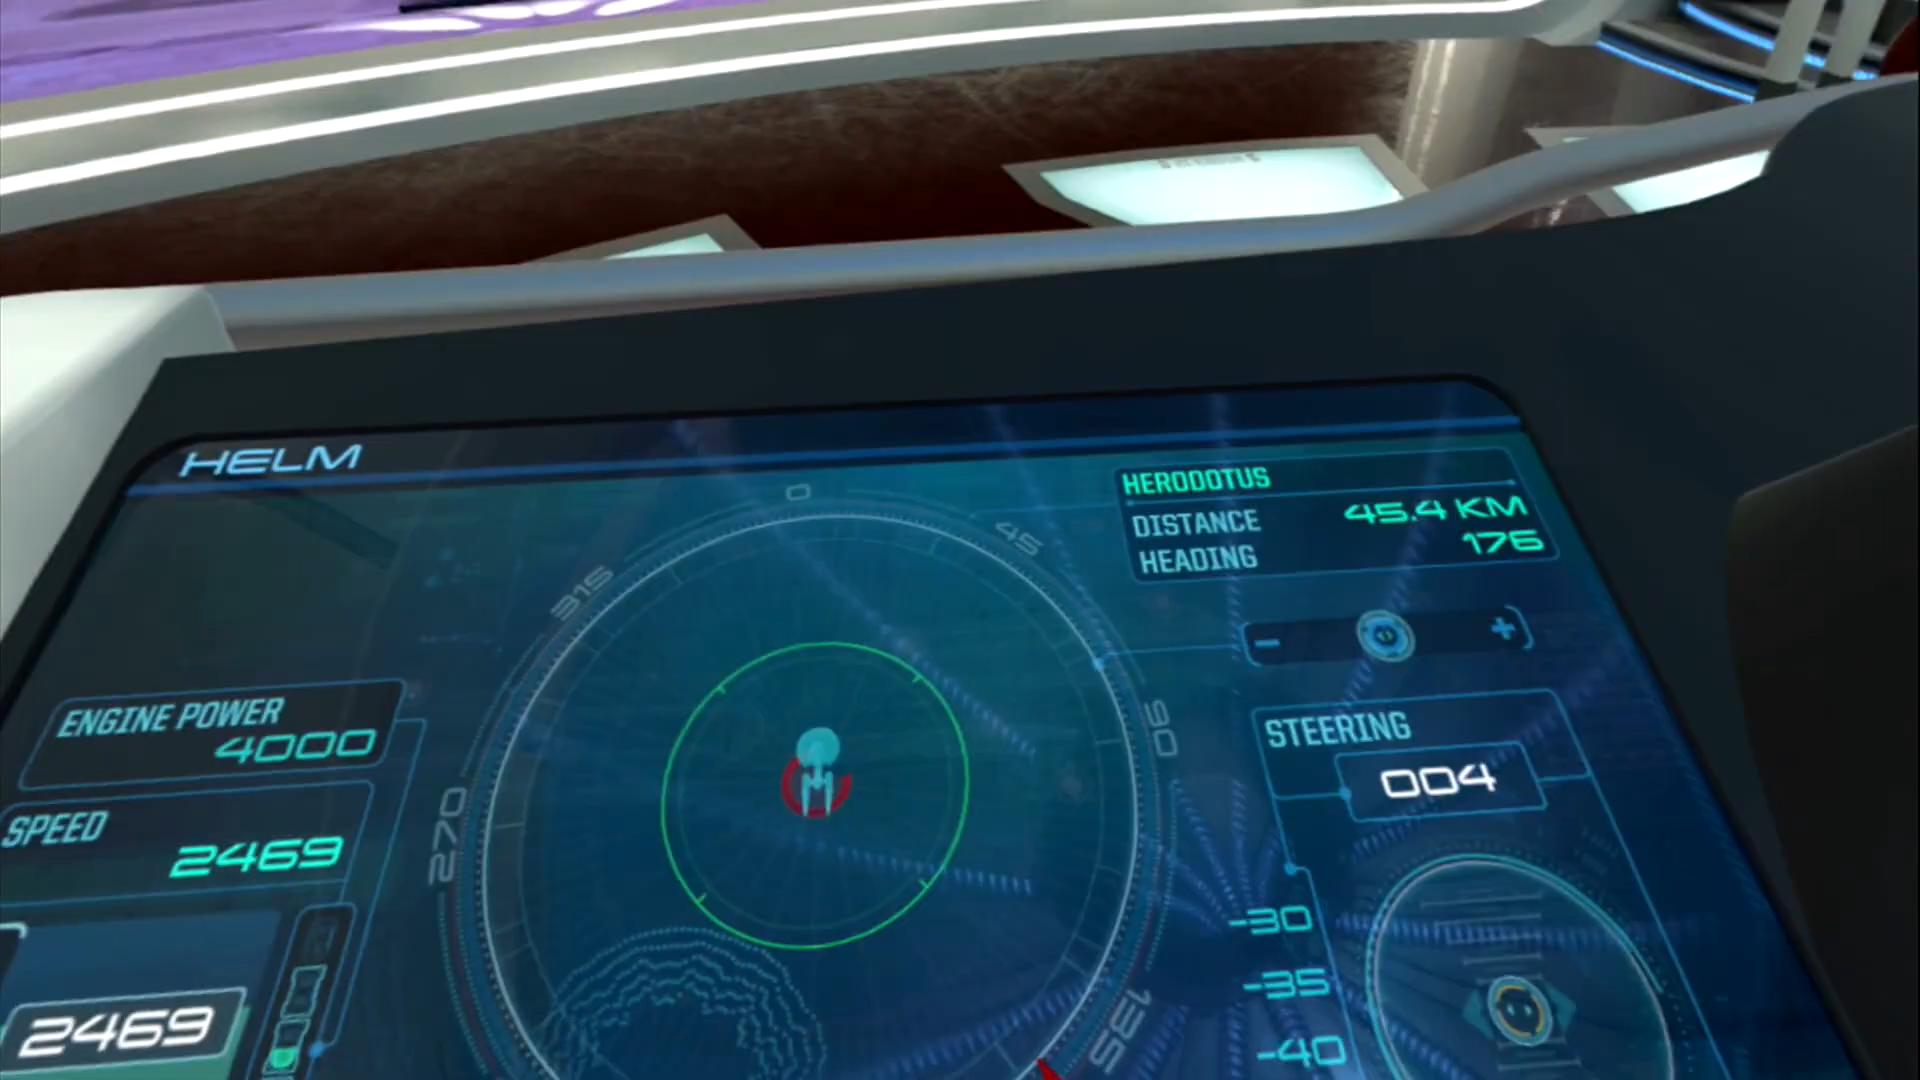 HELM
HERODOTUS
DISTANCE 45.4 KM
HEADING 176
0
45
315
90
270
135
ENGINE POWER
4000
SPEED
2469
2469
- +
STEERING
004
-30
-35
-40